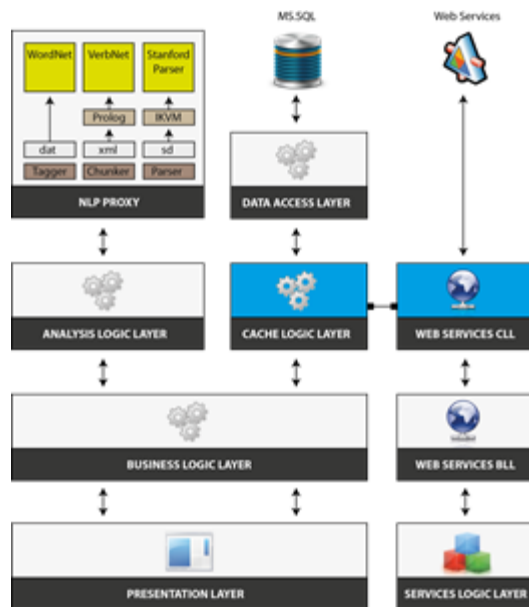 MS.SQL
Web Services
WordNet
VerbNet
Stanford
Parser
Prolog
IKVM
dat
xml
sd
Tagger
Chunker
Parser
NLP PROXY
DATA ACCESS LAYER
ANALYSIS LOGIC LAYER
CACHE LOGIC LAYER
WEB SERVICES CLL
BUSINESS LOGIC LAYER
WEB SERVICES BLL
PRESENTATION LAYER
SERVICES LOGIC LAYER